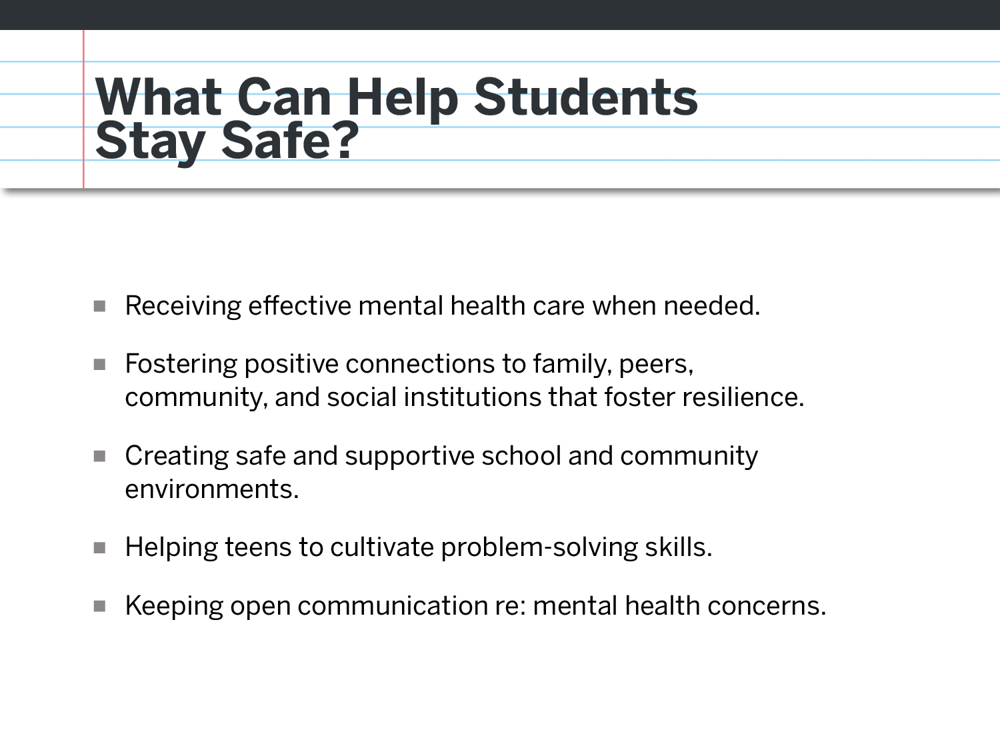 What Can Help Students
Stay Safe?
■ Receiving effective mental health care when needed.
■ Fostering positive connections to family, peers,
community, and social institutions that foster resilience.
■ Creating safe and supportive school and community
environments.
■ Helping teens to cultivate problem-solving skills.
■ Keeping open communication re: mental health concerns.